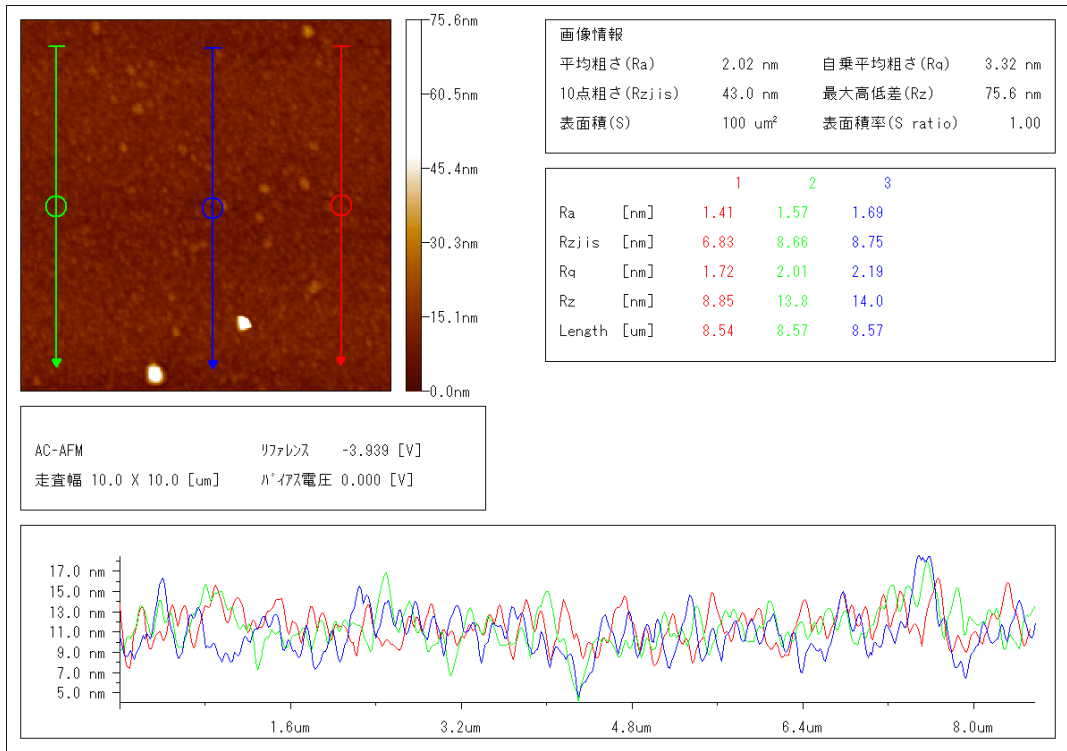 75.6nm
60.5nm
45.4nm
30.3nm
15.1nm
0.0nm
画像情報
平均粗さ(Ra) 2.02 nm 自乗平均粗さ(Rq) 3.32 nm
10点粗さ(Rzjis) 43.0 nm 最大高低差(Rz) 75.6 nm
表面積(S) 100 um² 表面積率(S ratio) 1.00
1 2 3
Ra [nm] 1.41 1.57 1.69
Rzjis [nm] 6.83 8.66 8.75
Rq [nm] 1.72 2.01 2.19
Rz [nm] 8.85 13.8 14.0
Length [um] 8.54 8.57 8.57
AC-AFM ﾘﾌｧﾚﾝｽ -3.939 [V]
走査幅 10.0 X 10.0 [um] ﾊﾞｲｱｽ電圧 0.000 [V]
17.0 nm
15.0 nm
13.0 nm
11.0 nm
9.0 nm
7.0 nm
5.0 nm
1.6um 3.2um 4.8um 6.4um 8.0um